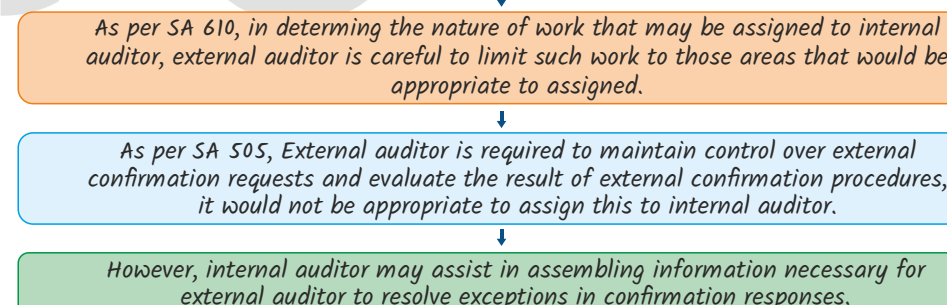 As per SA 610, in determining the nature of work that may be assigned to internal
auditor, external auditor is careful to limit such work to those areas that would be
appropriate to assigned.
As per SA 505, External auditor is required to maintain control over external
confirmation requests and evaluate the result of external confirmation procedures,
it would not be appropriate to assign this to internal auditor.
However, internal auditor may assist in assembling information necessary for
external auditor to resolve exceptions in confirmation responses.